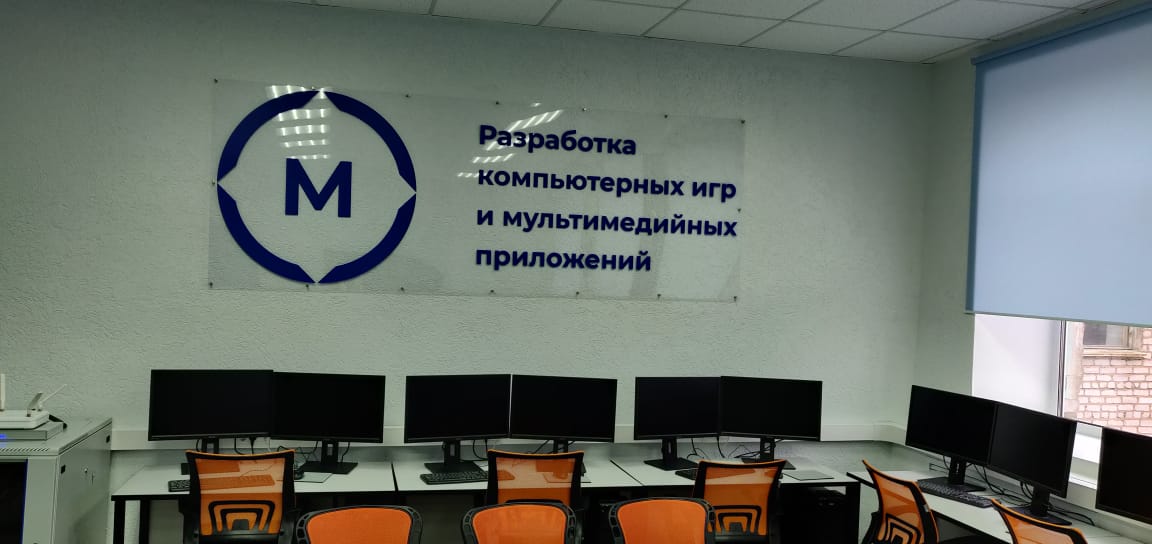 М
Разработка
компьютерных игр
и мультимедийных
приложений